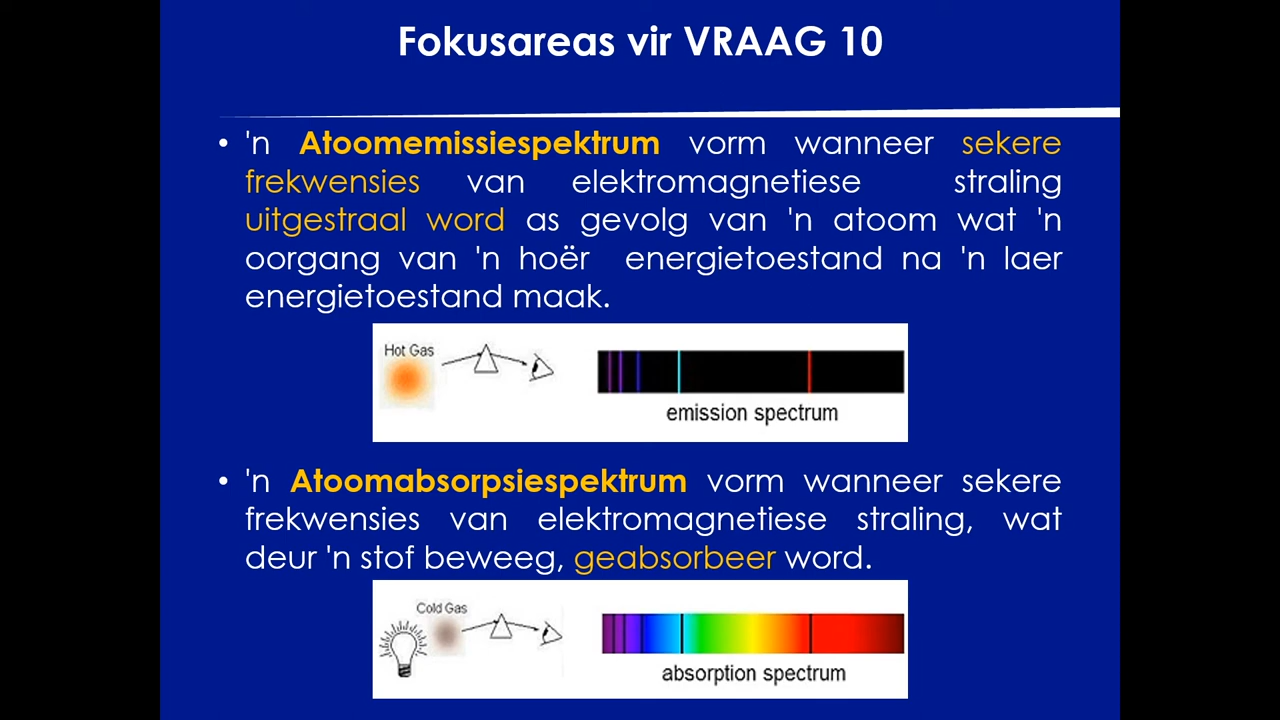 Fokusareas vir VRAAG 10
• 'n Atoomemissiespektrum vorm wanneer sekere
frekwensies van elektromagnetiese straling
uitgestraal word as gevolg van 'n atoom wat 'n
oorgang van 'n hoër energietoestand na 'n laer
energietoestand maak.
Hot Gas
emission spectrum
• 'n Atoomabsorpsiespektrum vorm wanneer sekere
frekwensies van elektromagnetiese straling, wat
deur 'n stof beweeg, geabsorbeer word.
Cold Gas
absorption spectrum